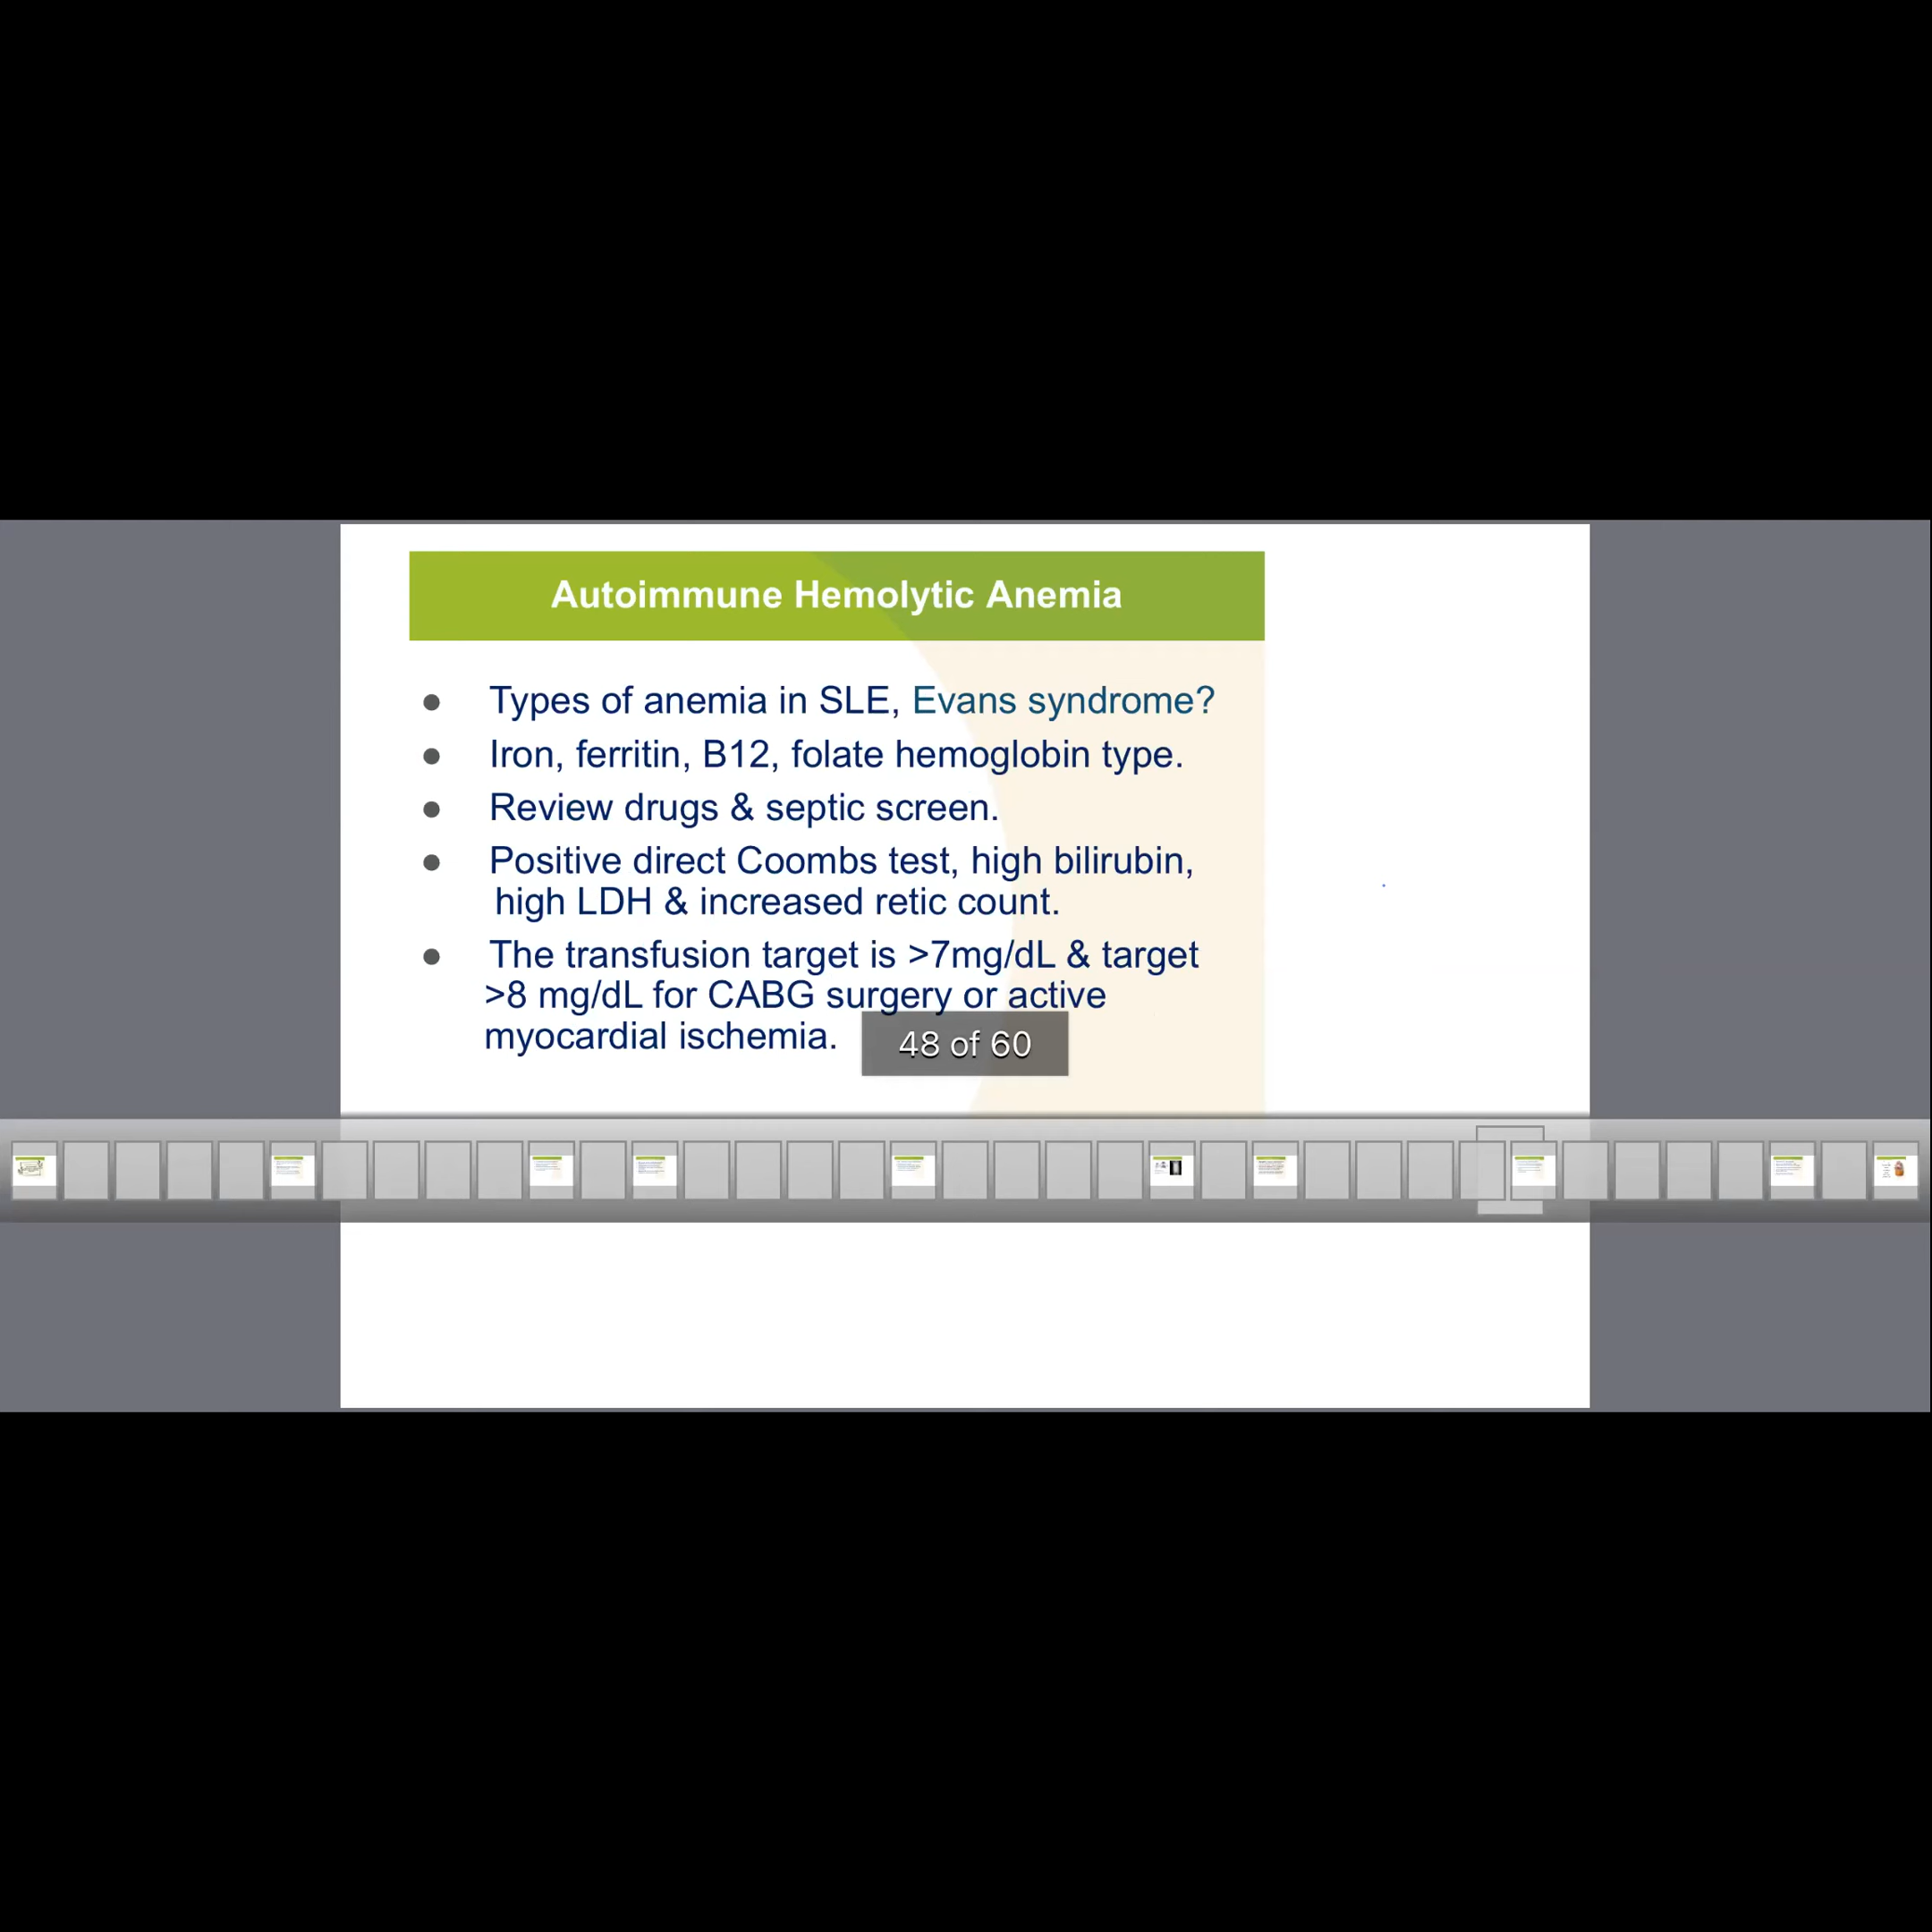 Autoimmune Hemolytic Anemia
● Types of anemia in SLE, Evans syndrome?
● Iron, ferritin, B12, folate hemoglobin type.
● Review drugs & septic screen.
● Positive direct Coombs test, high bilirubin,
high LDH & increased retic count.
● The transfusion target is >7mg/dL & target
>8 mg/dL for CABG surgery or active
myocardial ischemia.
48 of 60